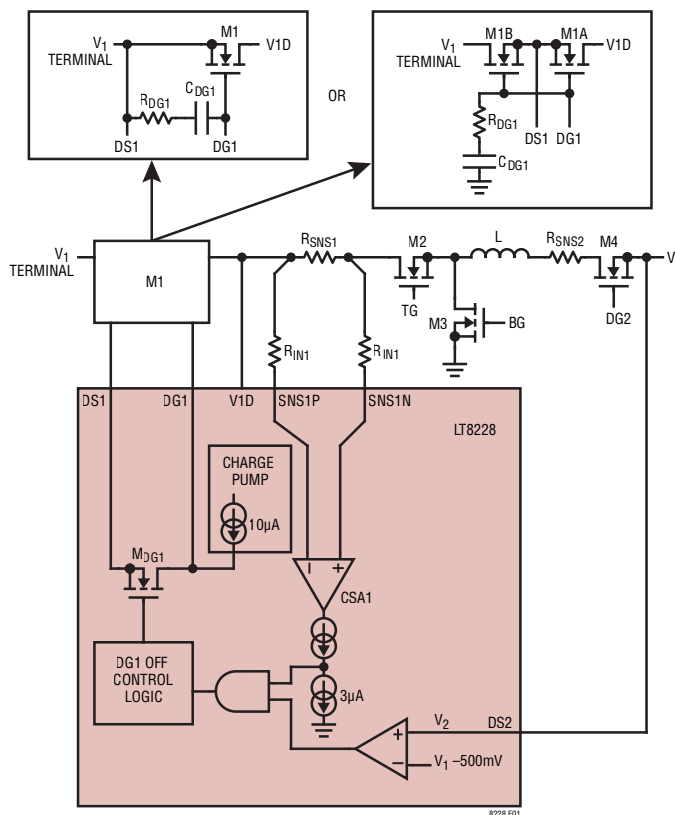 M1
V1
TERMINAL
V1D
RDG1
CDG1
DS1
DG1
OR
M1B
M1A
V1
TERMINAL
V1D
RDG1
DS1
DG1
CDG1
V1
TERMINAL
M1
RSNS1
M2
L
RSNS2
M4
V
TG
M3
BG
DG2
RIN1
RIN1
DS1
DG1
V1D
SNS1P
SNS1N
LT8228
CHARGE
PUMP
10µA
MDG1
CSA1
DG1 OFF
CONTROL
LOGIC
3µA
V2
DS2
V1 –500mV
8228 F01